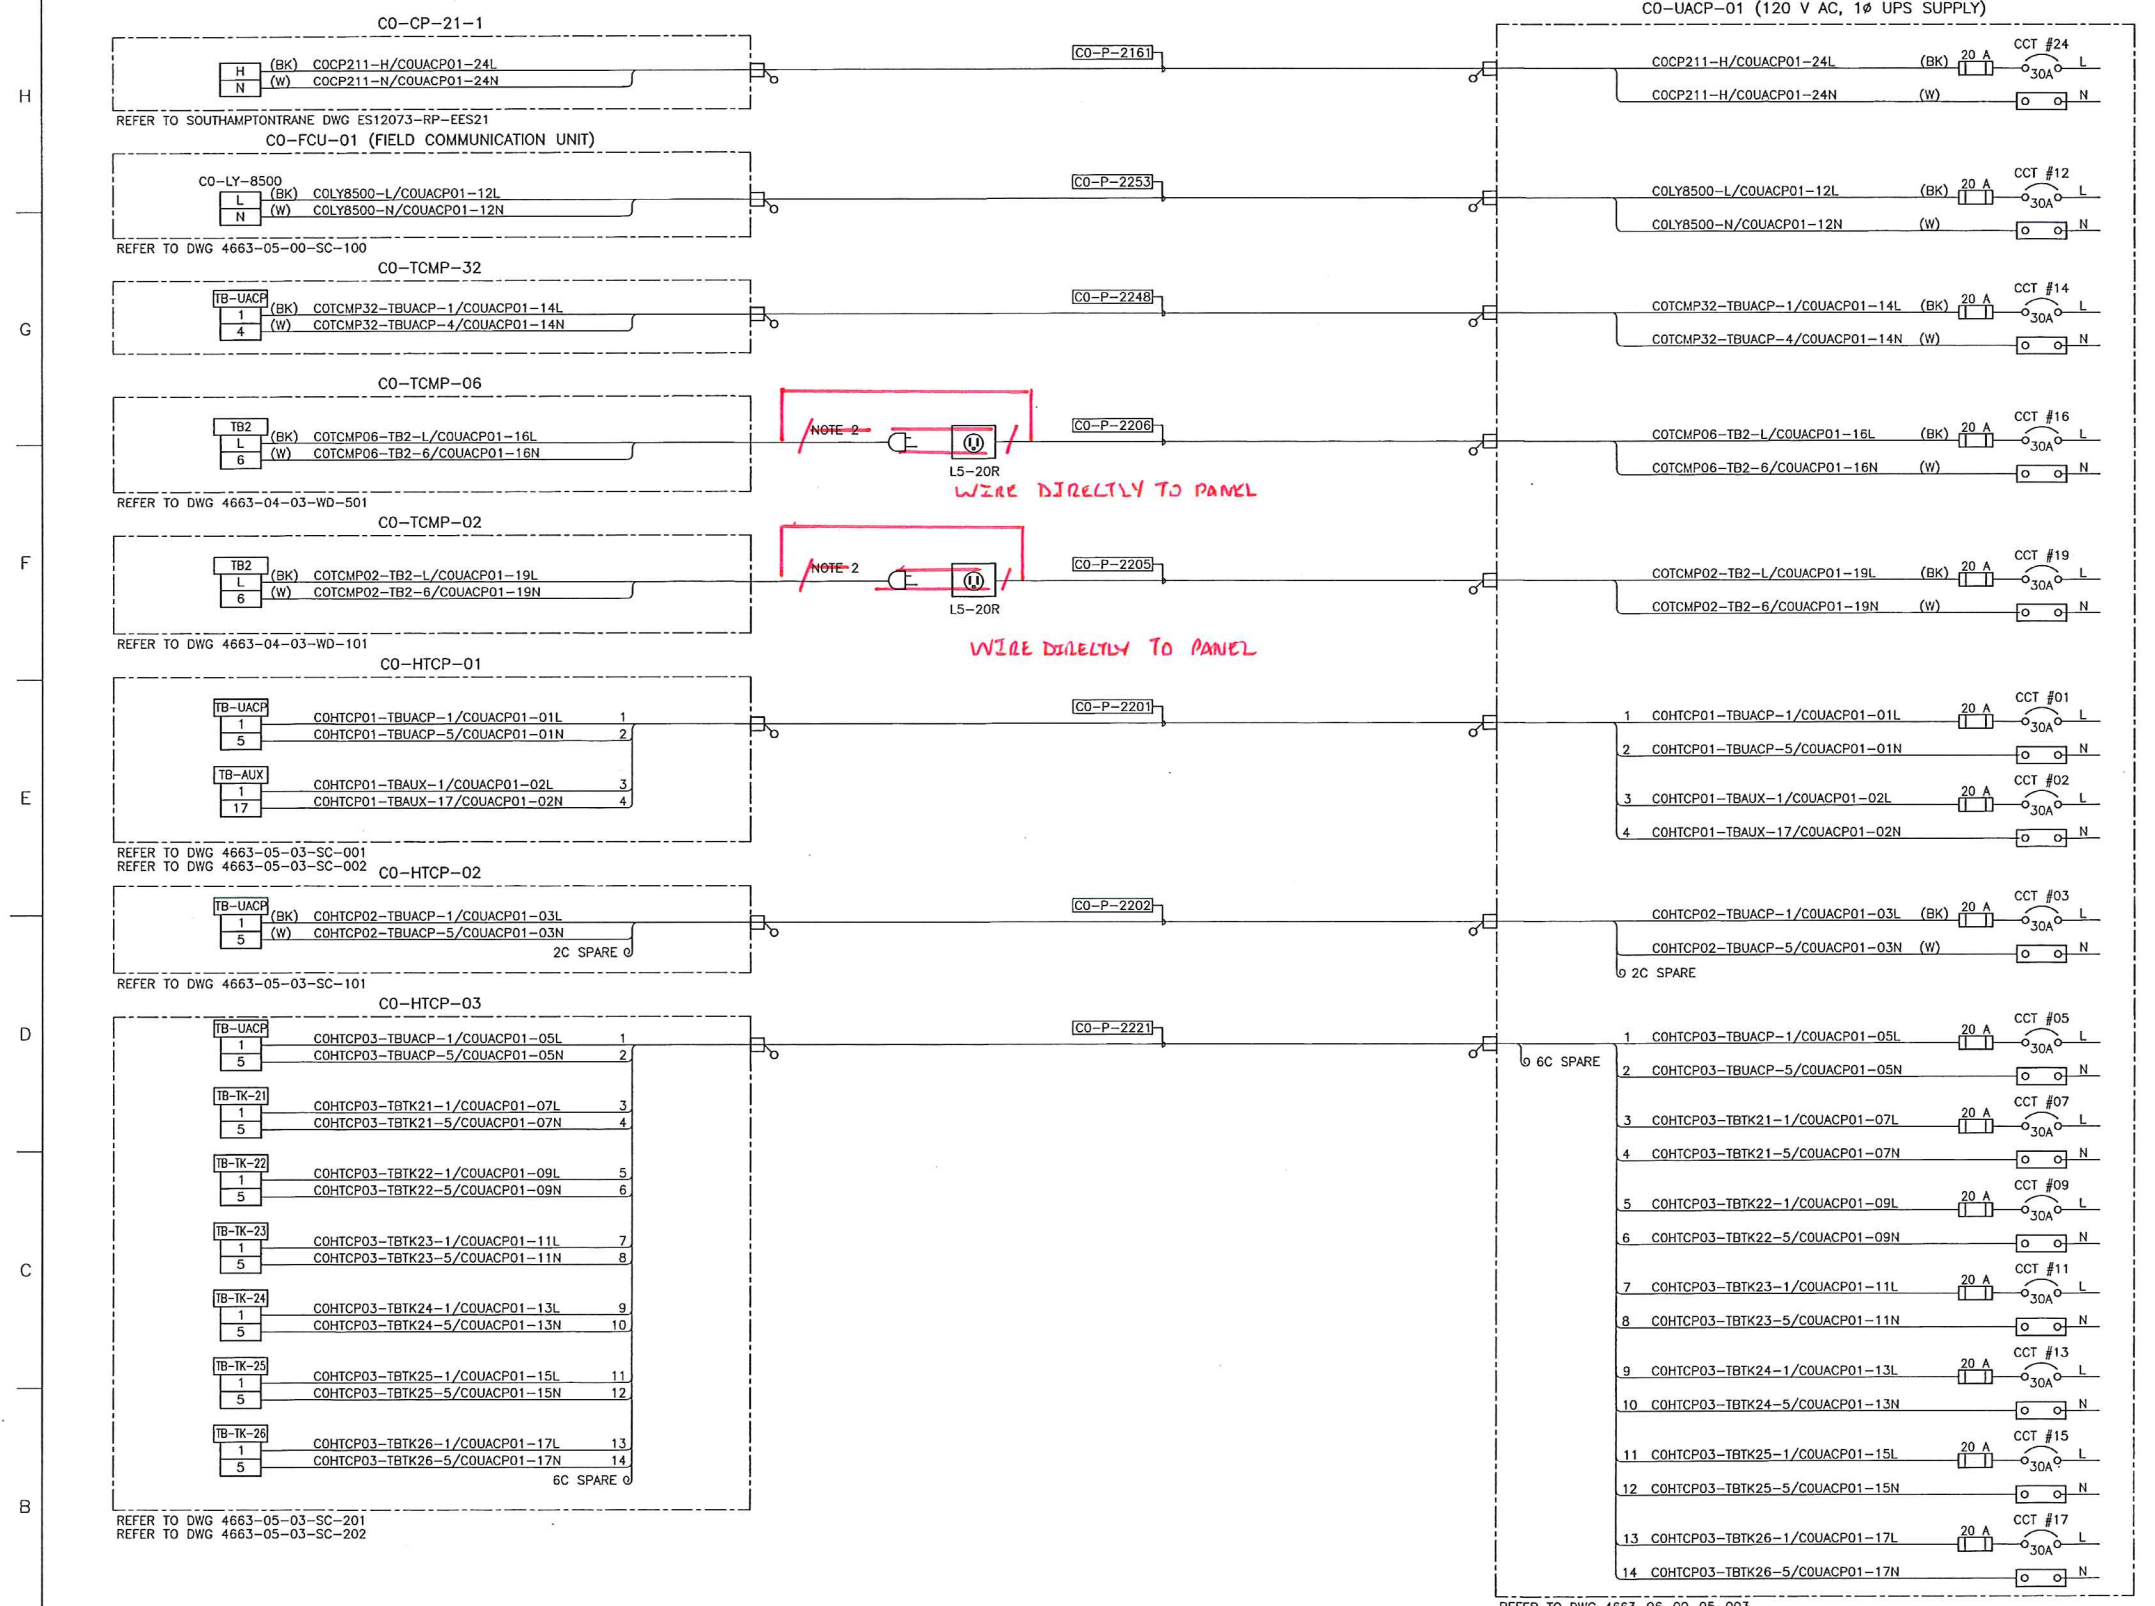 CO-CP-21-1
H (BK) COCP211-H/COUACP01-24L
N (W) COCP211-N/COUACP01-24N
REFER TO SOUTHAMPTONTRANE DWG ES12073-RP-EES21
CO-P-2161
CO-UACP-01 (120 V AC, 1ø UPS SUPPLY)
COCP211-H/COUACP01-24L (BK) 20 A CCT #24 30A L
COCP211-H/COUACP01-24N (W) N
H
CO-FCU-01 (FIELD COMMUNICATION UNIT)
CO-LY-8500
L (BK) COLY8500-L/COUACP01-12L
N (W) COLY8500-N/COUACP01-12N
REFER TO DWG 4663-05-00-SC-100
CO-P-2253
COLY8500-L/COUACP01-12L (BK) 20 A CCT #12 30A L
COLY8500-N/COUACP01-12N (W) N
CO-TCMP-32
TB-UACP
1 (BK) COTCMP32-TBUACP-1/COUACP01-14L
4 (W) COTCMP32-TBUACP-4/COUACP01-14N
CO-P-2248
COTCMP32-TBUACP-1/COUACP01-14L (BK) 20 A CCT #14 30A L
COTCMP32-TBUACP-4/COUACP01-14N (W) N
G
CO-TCMP-06
TB2
L (BK) COTCMP06-TB2-L/COUACP01-16L
6 (W) COTCMP06-TB2-6/COUACP01-16N
REFER TO DWG 4663-04-03-WD-501
NOTE 2
L5-20R
CO-P-2206
WIRE DIRECTLY TO PANEL
COTCMP06-TB2-L/COUACP01-16L (BK) 20 A CCT #16 30A L
COTCMP06-TB2-6/COUACP01-16N (W) N
CO-TCMP-02
TB2
L (BK) COTCMP02-TB2-L/COUACP01-19L
6 (W) COTCMP02-TB2-6/COUACP01-19N
REFER TO DWG 4663-04-03-WD-101
NOTE 2
L5-20R
CO-P-2205
WIRE DIRECTLY TO PANEL
COTCMP02-TB2-L/COUACP01-19L (BK) 20 A CCT #19 30A L
COTCMP02-TB2-6/COUACP01-19N (W) N
F
CO-HTCP-01
TB-UACP
1 COHTCP01-TBUACP-1/COUACP01-01L 1
5 COHTCP01-TBUACP-5/COUACP01-01N 2
TB-AUX
1 COHTCP01-TBAUX-1/COUACP01-02L 3
17 COHTCP01-TBAUX-17/COUACP01-02N 4
REFER TO DWG 4663-05-03-SC-001
REFER TO DWG 4663-05-03-SC-002
CO-P-2201
1 COHTCP01-TBUACP-1/COUACP01-01L 20 A CCT #01 30A L
2 COHTCP01-TBUACP-5/COUACP01-01N N
3 COHTCP01-TBAUX-1/COUACP01-02L 20 A CCT #02 30A L
4 COHTCP01-TBAUX-17/COUACP01-02N N
E
CO-HTCP-02
TB-UACP
1 (BK) COHTCP02-TBUACP-1/COUACP01-03L
5 (W) COHTCP02-TBUACP-5/COUACP01-03N
2C SPARE
REFER TO DWG 4663-05-03-SC-101
CO-P-2202
COHTCP02-TBUACP-1/COUACP01-03L (BK) 20 A CCT #03 30A L
COHTCP02-TBUACP-5/COUACP01-03N (W) N
2C SPARE
CO-HTCP-03
D
TB-UACP
1 COHTCP03-TBUACP-1/COUACP01-05L 1
5 COHTCP03-TBUACP-5/COUACP01-05N 2
TB-TK-21
1 COHTCP03-TBTK21-1/COUACP01-07L 3
5 COHTCP03-TBTK21-5/COUACP01-07N 4
TB-TK-22
1 COHTCP03-TBTK22-1/COUACP01-09L 5
5 COHTCP03-TBTK22-5/COUACP01-09N 6
TB-TK-23
1 COHTCP03-TBTK23-1/COUACP01-11L 7
5 COHTCP03-TBTK23-5/COUACP01-11N 8
C
TB-TK-24
1 COHTCP03-TBTK24-1/COUACP01-13L 9
5 COHTCP03-TBTK24-5/COUACP01-13N 10
TB-TK-25
1 COHTCP03-TBTK25-1/COUACP01-15L 11
5 COHTCP03-TBTK25-5/COUACP01-15N 12
TB-TK-26
1 COHTCP03-TBTK26-1/COUACP01-17L 13
5 COHTCP03-TBTK26-5/COUACP01-17N 14
6C SPARE
B
REFER TO DWG 4663-05-03-SC-201
REFER TO DWG 4663-05-03-SC-202
CO-P-2221
6C SPARE
1 COHTCP03-TBUACP-1/COUACP01-05L 20 A CCT #05 30A L
2 COHTCP03-TBUACP-5/COUACP01-05N N
3 COHTCP03-TBTK21-1/COUACP01-07L 20 A CCT #07 30A L
4 COHTCP03-TBTK21-5/COUACP01-07N N
5 COHTCP03-TBTK22-1/COUACP01-09L 20 A CCT #09 30A L
6 COHTCP03-TBTK22-5/COUACP01-09N N
7 COHTCP03-TBTK23-1/COUACP01-11L 20 A CCT #11 30A L
8 COHTCP03-TBTK23-5/COUACP01-11N N
9 COHTCP03-TBTK24-1/COUACP01-13L 20 A CCT #13 30A L
10 COHTCP03-TBTK24-5/COUACP01-13N N
11 COHTCP03-TBTK25-1/COUACP01-15L 20 A CCT #15 30A L
12 COHTCP03-TBTK25-5/COUACP01-15N N
13 COHTCP03-TBTK26-1/COUACP01-17L 20 A CCT #17 30A L
14 COHTCP03-TBTK26-5/COUACP01-17N N